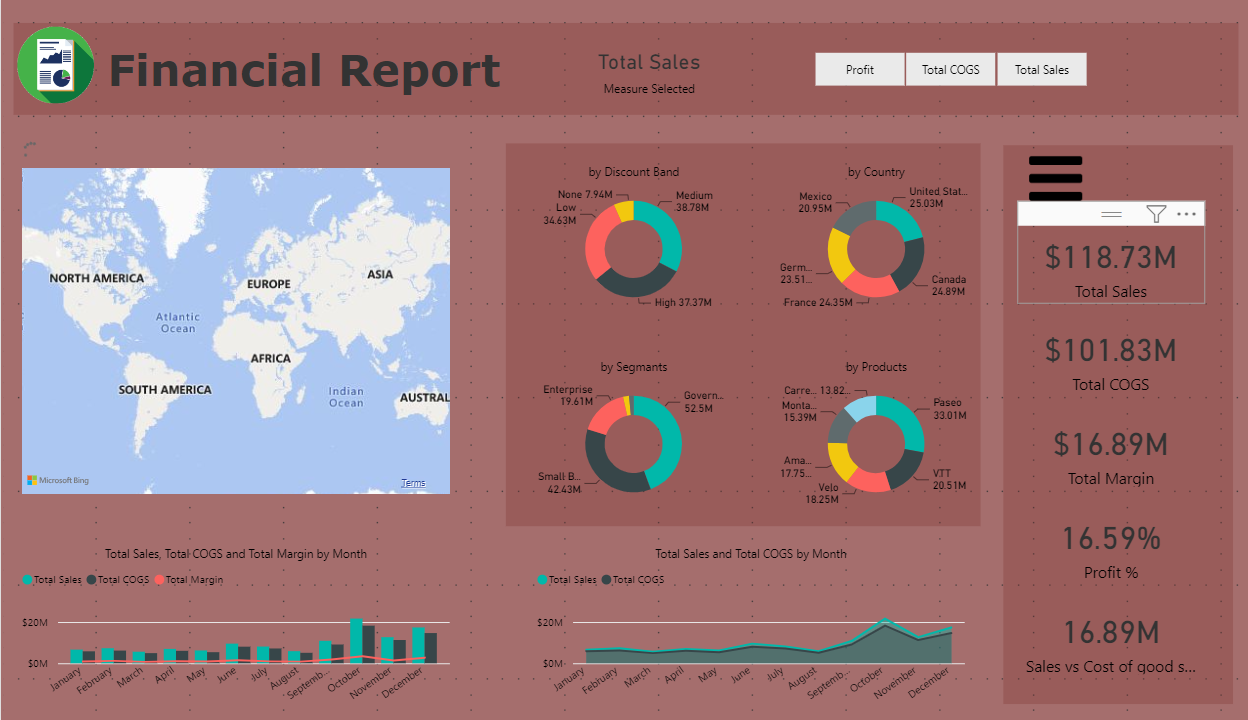 Financial Report
Total Sales
Measure Selected
Profit
Total COGS
Total Sales
NORTH AMERICA
EUROPE
ASIA
Atlantic
Ocean
AFRICA
SOUTH AMERICA
Indian
Ocean
AUSTRAL
Microsoft Bing
Terms
by Discount Band
None 7.94M
Medium
38.78M
Low
34.63M
High 37.37M
by Country
Mexico
20.95M
United Stat...
25.03M
Germ...
23.51...
Canada
24.89M
France 24.35M
by Segmants
Enterprise
19.61M
Govern...
52.5M
Small B...
42.43M
by Products
Carre... 13.82...
Monta...
15.39M
Paseo
33.01M
Ama...
17.75...
VTT
20.51M
Velo
18.25M
$118.73M
Total Sales
$101.83M
Total COGS
$16.89M
Total Margin
16.59%
Profit %
16.89M
Sales vs Cost of good s...
Total Sales, Total COGS and Total Margin by Month
Total Sales Total COGS Total Margin
$20M
$0M
January February March April May June July August Septemb... October November December
Total Sales and Total COGS by Month
Total Sales Total COGS
$20M
$0M
January February March April May June July August Septemb... October November December